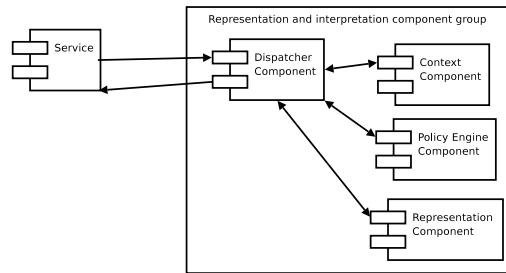 Representation and interpretation component group
Service
Dispatcher
Component
Context
Component
Policy Engine
Component
Representation
Component